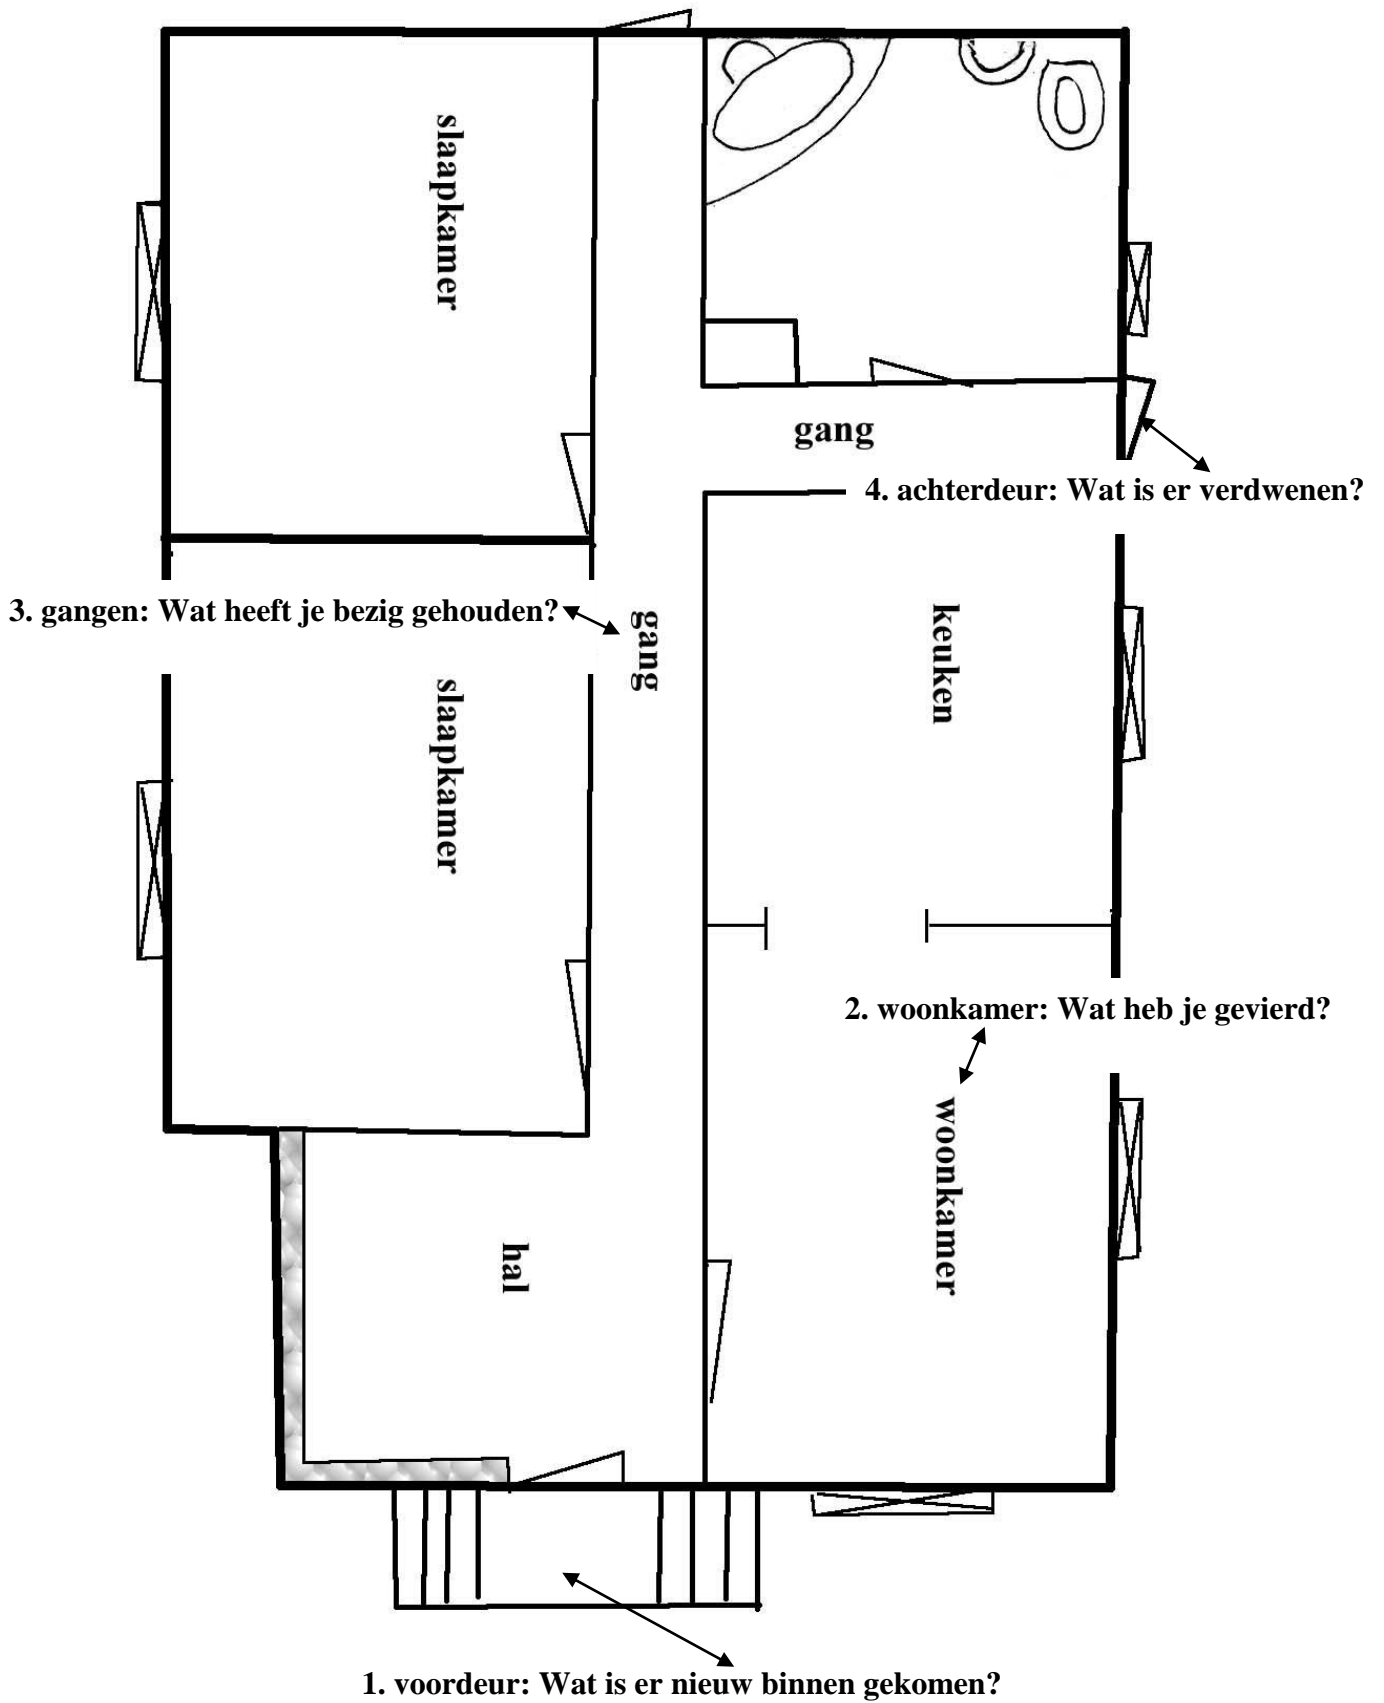 slaapkamer
gang
4. achterdeur: Wat is er verdwenen?
3. gangen: Wat heeft je bezig gehouden?
gang
keuken
slaapkamer
2. woonkamer: Wat heb je gevierd?
woonkamer
hal
1. voordeur: Wat is er nieuw binnen gekomen?